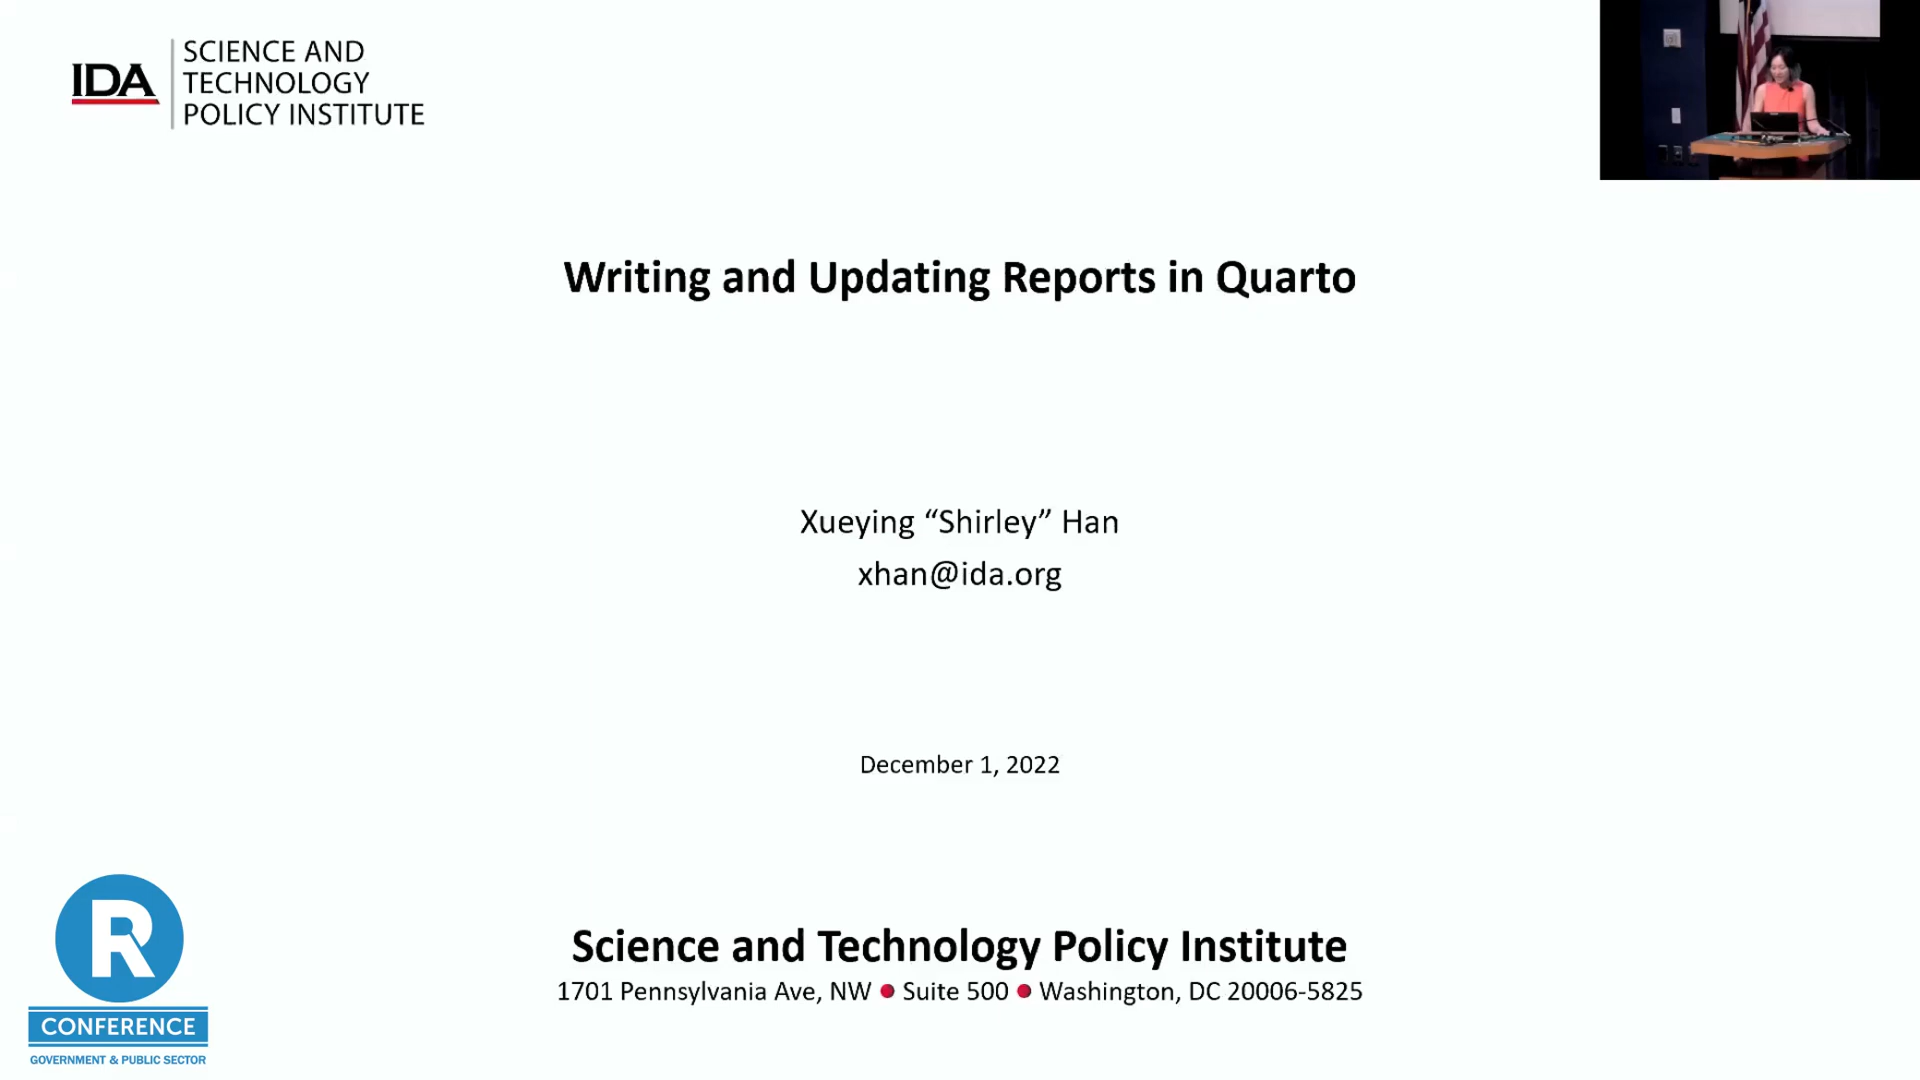 IDA
SCIENCE AND
TECHNOLOGY
POLICY INSTITUTE
Writing and Updating Reports in Quarto
Xueying “Shirley” Han
xhan@ida.org
December 1, 2022
Science and Technology Policy Institute
1701 Pennsylvania Ave, NW ● Suite 500 ● Washington, DC 20006-5825
R
CONFERENCE
GOVERNMENT & PUBLIC SECTOR